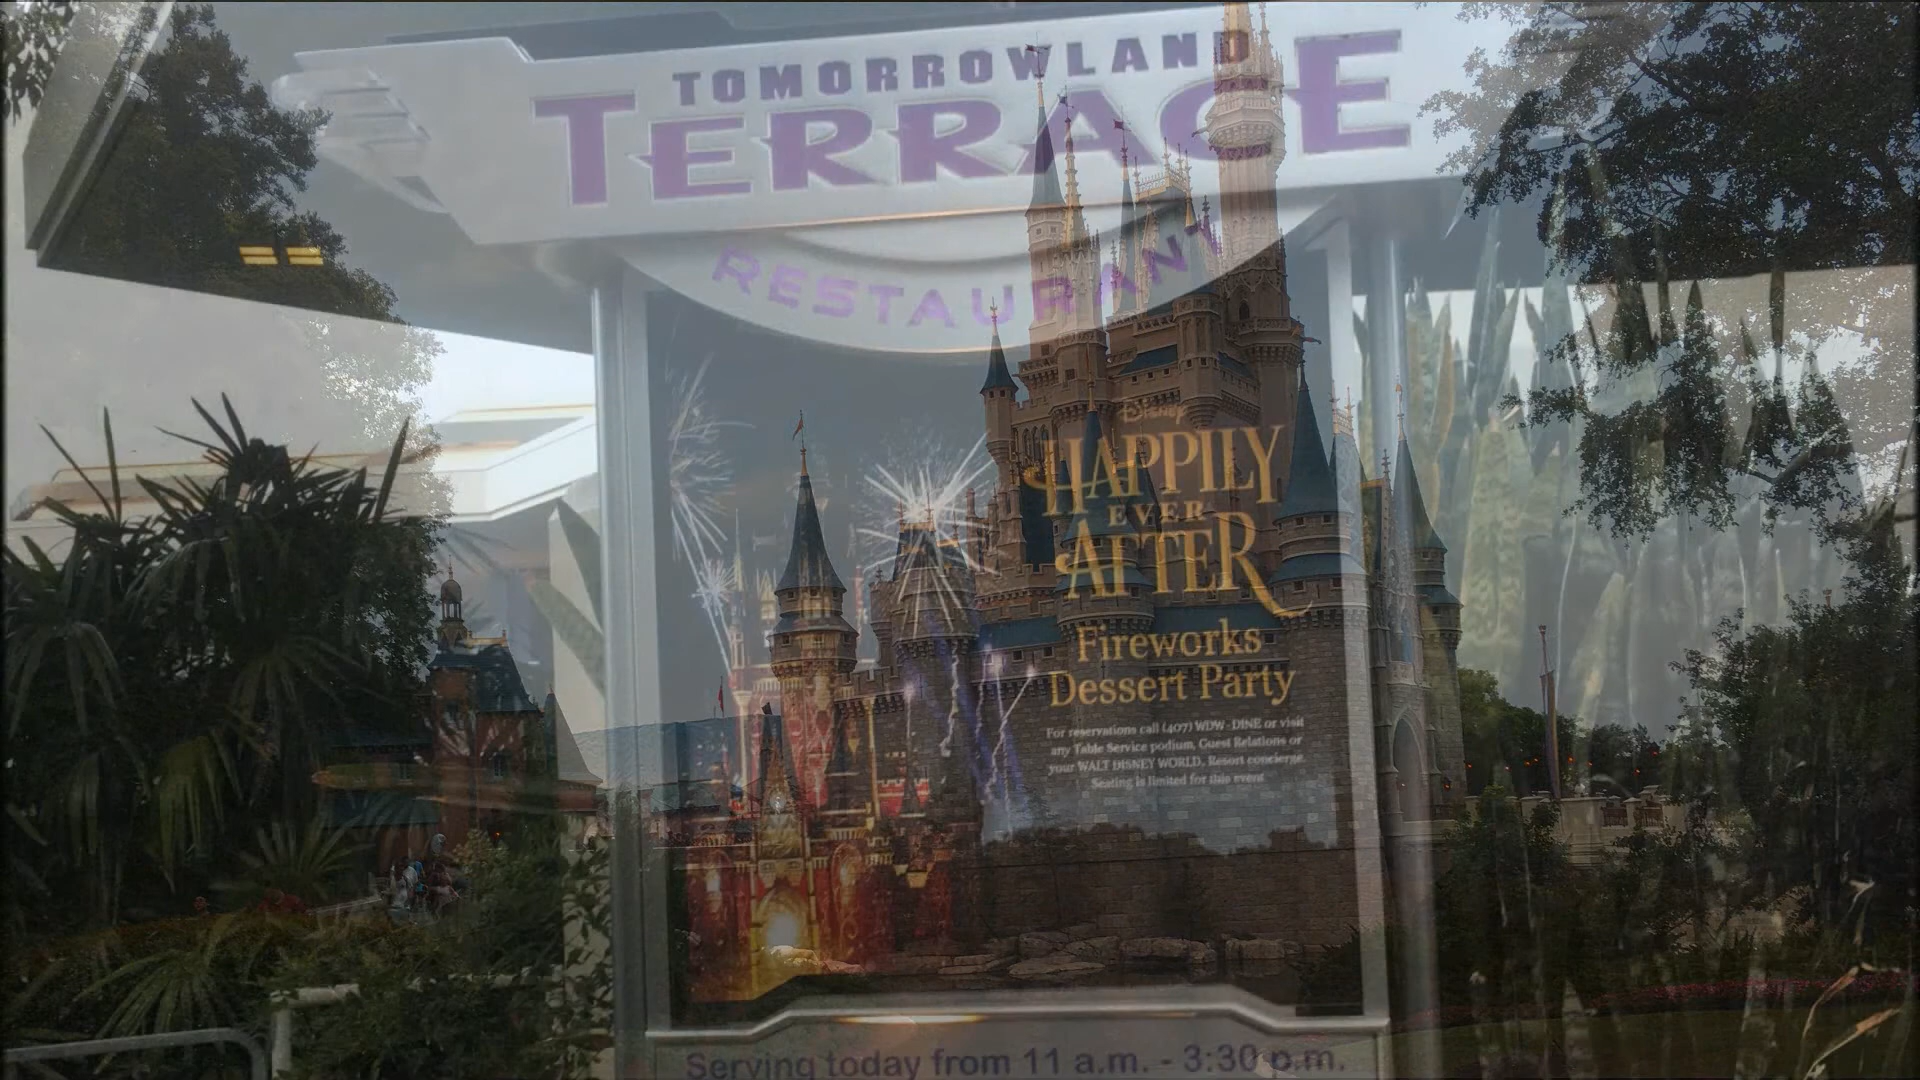 TOMORROWLAND
TERRACE
RESTAURANT
Disney
HAPPILY
EVER
AFTER
Fireworks
Dessert Party
For reservations call (407) WDW-DINE or visit
any Table Service podium, Guest Relations or
your WALT DISNEY WORLD, Resort concierge.
Seating is limited for this event
Serving today from 11 a.m. - 3:30 p.m.